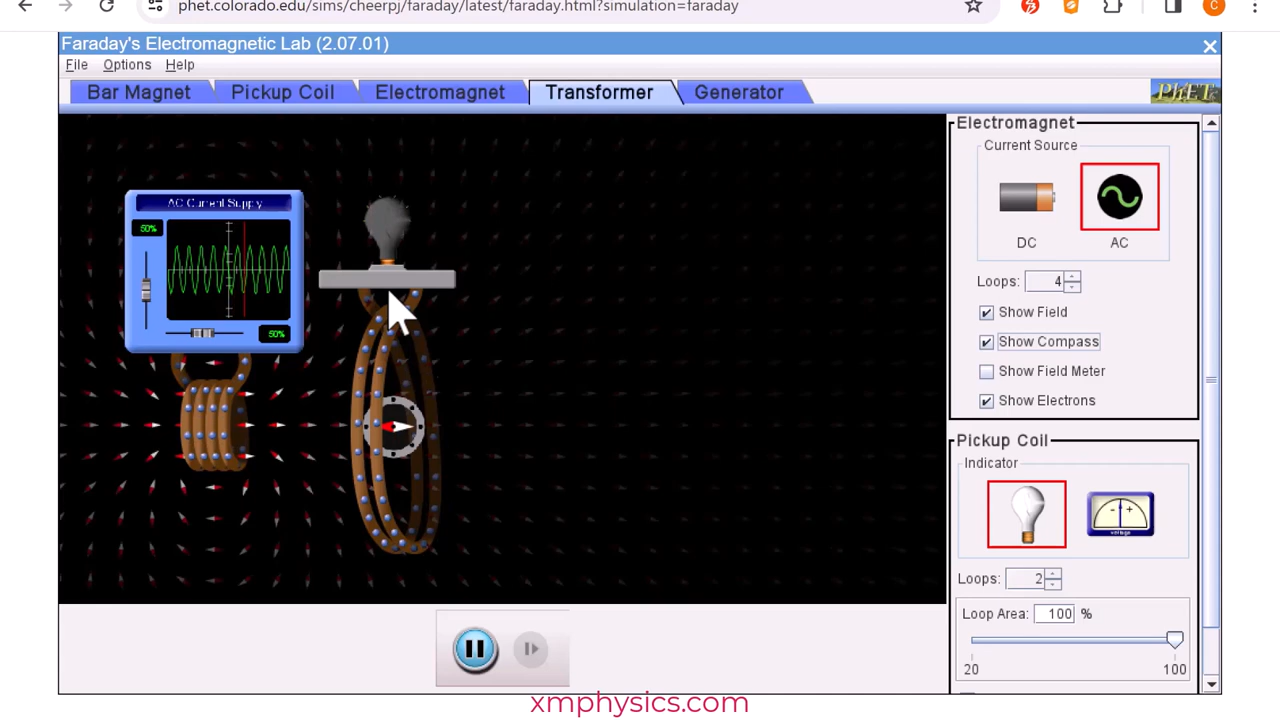 phet.colorado.edu/sims/cheerpj/faraday/latest/faraday.html?simulation=faraday
C
Faraday's Electromagnetic Lab (2.07.01)
File Options Help
Bar Magnet Pickup Coil Electromagnet Transformer Generator
PhET
Electromagnet
Current Source
DC AC
Loops: 4
Show Field
Show Compass
Show Field Meter
Show Electrons
AC Current Supply
50%
50%
Pickup Coil
Indicator
- +
voltage
Loops: 2
Loop Area: 100 %
20 100
xmphysics.com